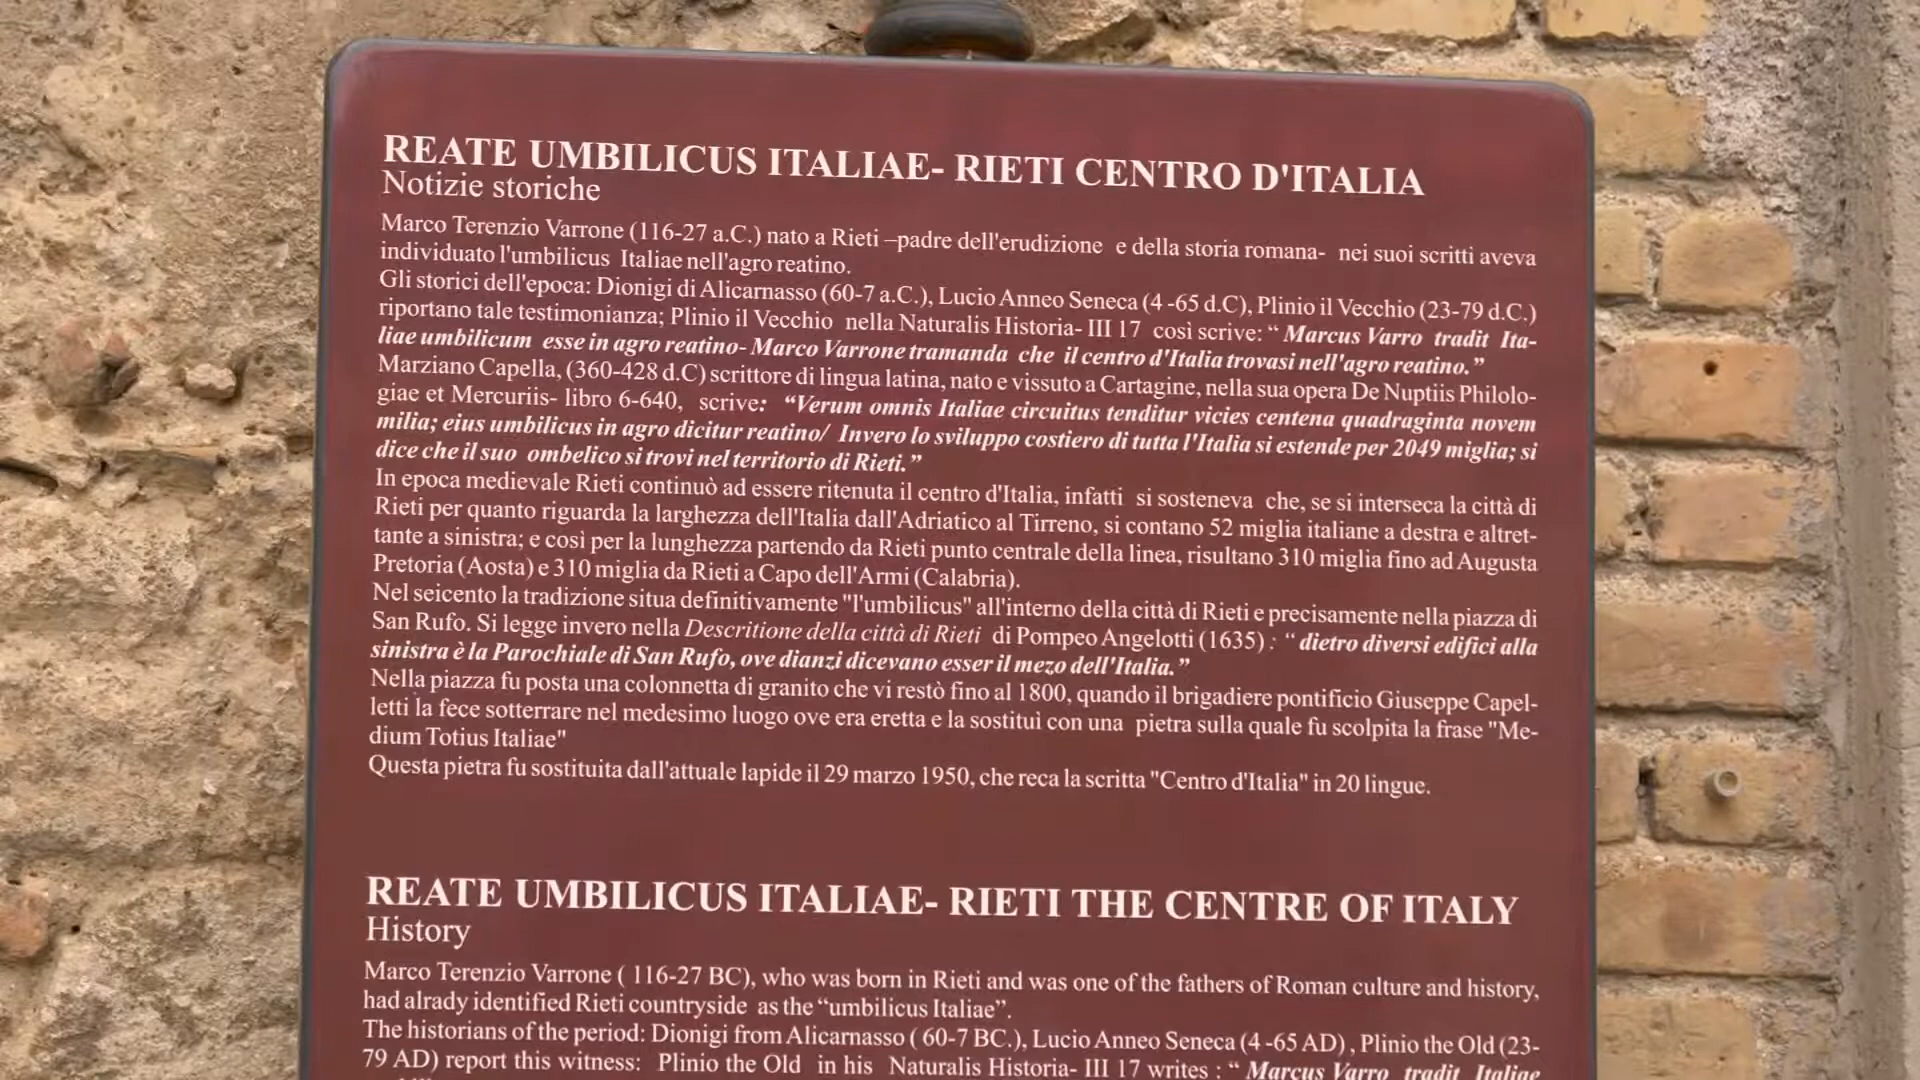 REATE UMBILICUS ITALIAE- RIETI CENTRO D'ITALIA
Notizie storiche
Marco Terenzio Varrone (116-27 a.C.) nato a Rieti –padre dell'erudizione e della storia romana- nei suoi scritti aveva
individuato l'umbilicus Italiae nell'agro reatino.
Gli storici dell'epoca: Dionigi di Alicarnasso (60-7 a.C.), Lucio Anneo Seneca (4 -65 d.C), Plinio il Vecchio (23-79 d.C.)
riportano tale testimonianza; Plinio il Vecchio nella Naturalis Historia- III 17 così scrive: “ Marcus Varro tradit Ita-
liae umbilicum esse in agro reatino- Marco Varrone tramanda che il centro d'Italia trovasi nell'agro reatino.”
Marziano Capella, (360-428 d.C) scrittore di lingua latina, nato e vissuto a Cartagine, nella sua opera De Nuptiis Philolo-
giae et Mercuriis- libro 6-640, scrive: “Verum omnis Italiae circuitus tenditur vicies centena quadraginta novem
milia; eius umbilicus in agro dicitur reatino/ Invero lo sviluppo costiero di tutta l'Italia si estende per 2049 miglia; si
dice che il suo ombelico si trovi nel territorio di Rieti.”
In epoca medievale Rieti continuò ad essere ritenuta il centro d'Italia, infatti si sosteneva che, se si interseca la città di
Rieti per quanto riguarda la larghezza dell'Italia dall'Adriatico al Tirreno, si contano 52 miglia italiane a destra e altret-
tante a sinistra; e così per la lunghezza partendo da Rieti punto centrale della linea, risultano 310 miglia fino ad Augusta
Pretoria (Aosta) e 310 miglia da Rieti a Capo dell'Armi (Calabria).
Nel seicento la tradizione situa definitivamente "l'umbilicus" all'interno della città di Rieti e precisamente nella piazza di
San Rufo. Si legge invero nella Descritione della città di Rieti di Pompeo Angelotti (1635) : “ dietro diversi edifici alla
sinistra è la Parochiale di San Rufo, ove dianzi dicevano esser il mezo dell'Italia.”
Nella piazza fu posta una colonnetta di granito che vi restò fino al 1800, quando il brigadiere pontificio Giuseppe Capel-
letti la fece sotterrare nel medesimo luogo ove era eretta e la sostituì con una pietra sulla quale fu scolpita la frase "Me-
dium Totius Italiae"
Questa pietra fu sostituita dall'attuale lapide il 29 marzo 1950, che reca la scritta "Centro d'Italia" in 20 lingue.
REATE UMBILICUS ITALIAE- RIETI THE CENTRE OF ITALY
History
Marco Terenzio Varrone ( 116-27 BC), who was born in Rieti and was one of the fathers of Roman culture and history,
had alrady identified Rieti countryside as the “umbilicus Italiae”.
The historians of the period: Dionigi from Alicarnasso ( 60-7 BC.), Lucio Anneo Seneca (4 -65 AD) , Plinio the Old (23-
79 AD) report this witness: Plinio the Old in his Naturalis Historia- III 17 writes : “ Marcus Varro tradit Italiae